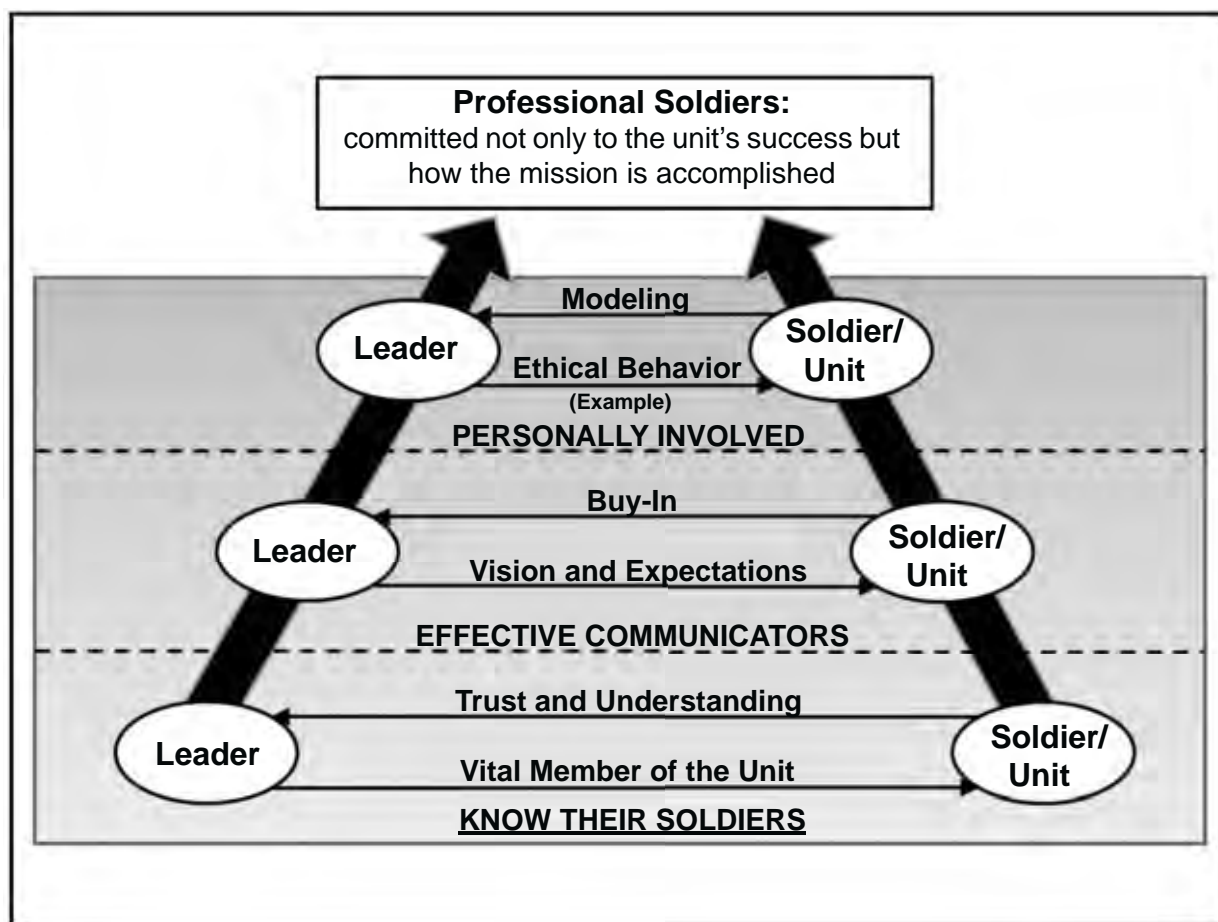 Professional Soldiers:
committed not only to the unit's success but
how the mission is accomplished
Modeling
Leader
Soldier/
Unit
Ethical Behavior
(Example)
PERSONALLY INVOLVED
Buy-In
Leader
Soldier/
Unit
Vision and Expectations
EFFECTIVE COMMUNICATORS
Trust and Understanding
Leader
Soldier/
Unit
Vital Member of the Unit
KNOW THEIR SOLDIERS